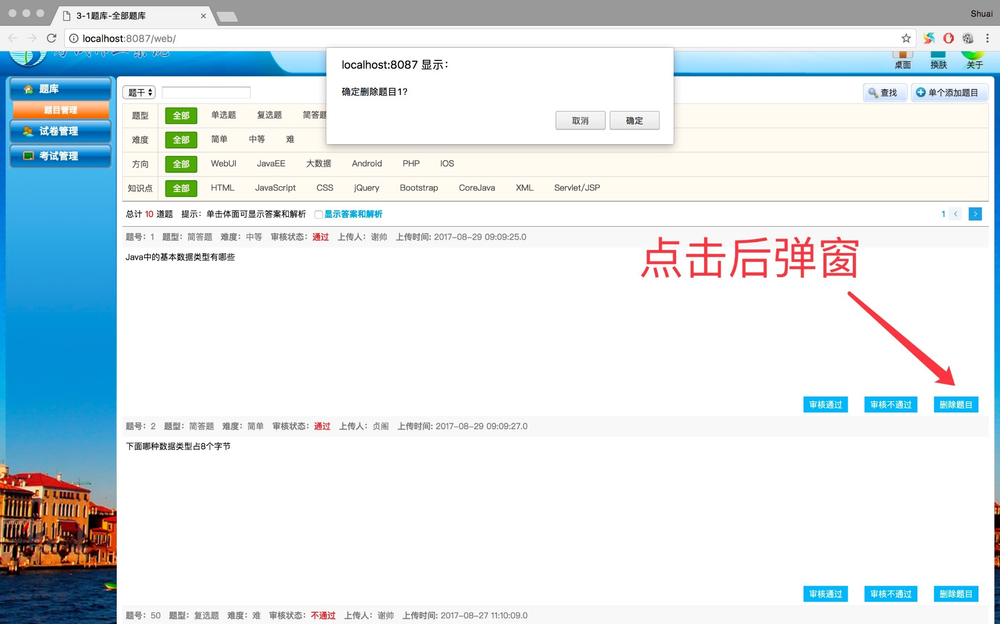 3-1题库-全部题库
Shuai
localhost:8087/web/
桌面 换肤 关于
localhost:8087 显示：
确定删除题目1?
取消 确定
题库
题目管理
试卷管理
考试管理
题干
查找 单个添加题目
题型 全部 单选题 复选题 简答题
难度 全部 简单 中等 难
方向 全部 WebUI JavaEE 大数据 Android PHP IOS
知识点 全部 HTML JavaScript CSS jQuery Bootstrap CoreJava XML Servlet/JSP
总计 10 道题 提示：单击体面可显示答案和解析 显示答案和解析 1 < >
题号：1 题型：简答题 难度：中等 审核状态：通过 上传人：谢帅 上传时间: 2017-08-29 09:09:25.0
点击后弹窗
Java中的基本数据类型有哪些
审核通过 审核不通过 删除题目
题号：2 题型：简答题 难度：简单 审核状态：通过 上传人：贞阁 上传时间: 2017-08-29 09:09:27.0
下面哪种数据类型占8个字节
审核通过 审核不通过 删除题目
题号：50 题型：复选题 难度：难 审核状态：不通过 上传人：谢帅 上传时间: 2017-08-27 11:10:09.0